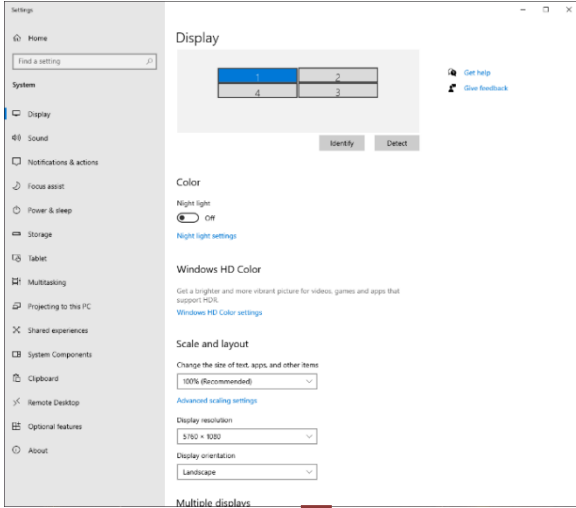 Settings
Home
Find a setting
System
Display
Sound
Notifications & actions
Focus assist
Power & sleep
Storage
Tablet
Multitasking
Projecting to this PC
Shared experiences
System Components
Clipboard
Remote Desktop
Optional features
About
Display
1 2
4 3
Identify Detect
Color
Night light
Off
Night light settings
Windows HD Color
Get a brighter and more vibrant picture for videos, games and apps that
support HDR.
Windows HD Color settings
Scale and layout
Change the size of text, apps, and other items
100% (Recommended)
Advanced scaling settings
Display resolution
5760 × 1080
Display orientation
Landscape
Multiple displays
Get help
Give feedback